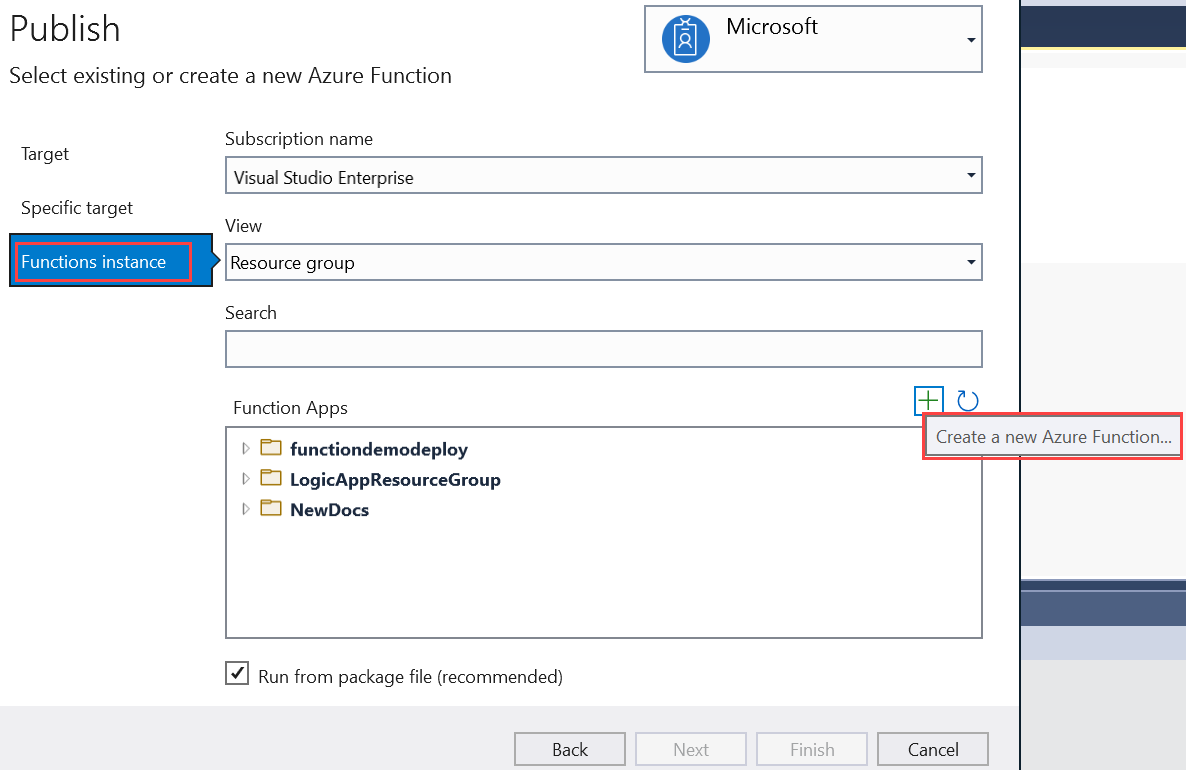 Publish
Microsoft
Select existing or create a new Azure Function
Target
Specific target
Functions instance
Subscription name
Visual Studio Enterprise
View
Resource group
Search
Function Apps
Create a new Azure Function...
functiondemodeploy
LogicAppResourceGroup
NewDocs
Run from package file (recommended)
Back
Next
Finish
Cancel